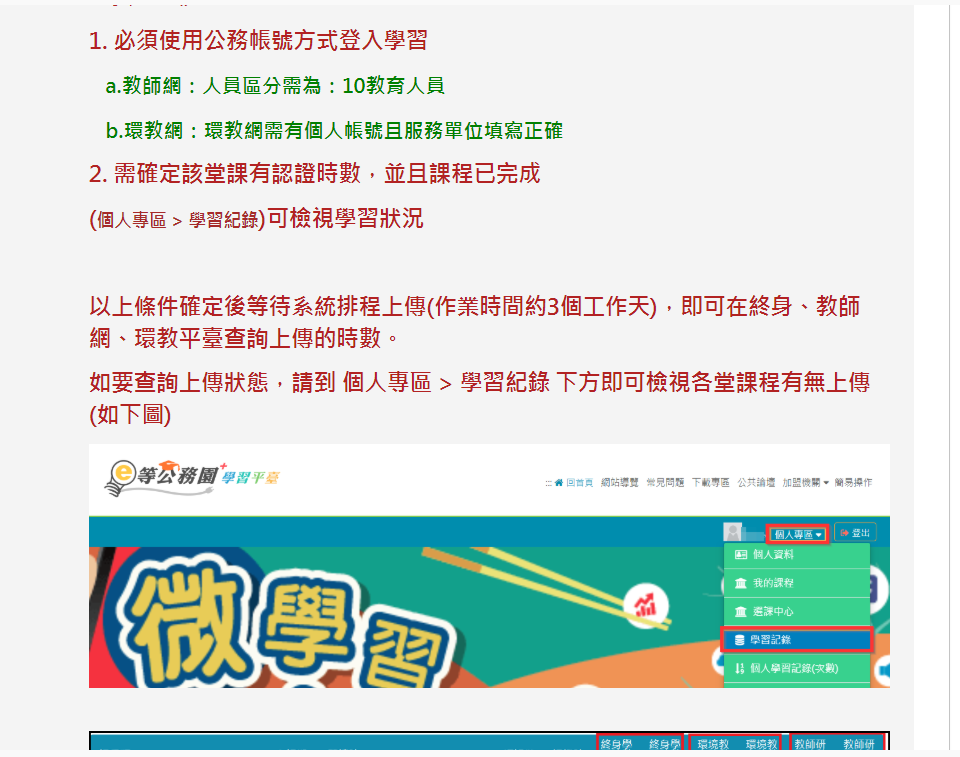 1. 必須使用公務帳號方式登入學習
a.教師網：人員區分需為：10教育人員
b.環教網：環教網需有個人帳號且服務單位填寫正確
2. 需確定該堂課有認證時數，並且課程已完成
(個人專區 > 學習紀錄)可檢視學習狀況
以上條件確定後等待系統排程上傳(作業時間約3個工作天)，即可在終身、教師
網、環教平臺查詢上傳的時數。
如要查詢上傳狀態，請到 個人專區 > 學習紀錄 下方即可檢視各堂課程有無上傳
(如下圖)
e等公務園+學習平臺
::: 回首頁 網站導覽 常見問題 下載專區 公共論壇 加盟機關 簡易操作
個人專區 登出
個人資料
我的課程
選課中心
學習記錄
個人學習記錄(次數)
微學習
終身學 終身學 環境教 環境教 教師研 教師研